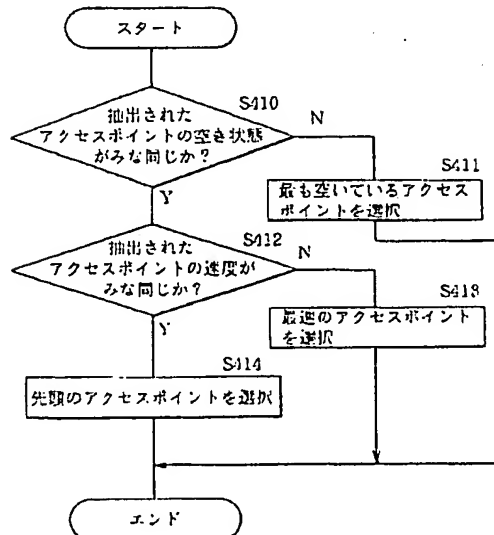 スタート
S410
抽出された
アクセスポイントの空き状態
がみな同じか？
N
Y
S411
最も空いているアクセス
ポイントを選択
S412
抽出された
アクセスポイントの速度が
みな同じか？
N
Y
S413
最速のアクセスポイント
を選択
S414
先頭のアクセスポイントを選択
エンド